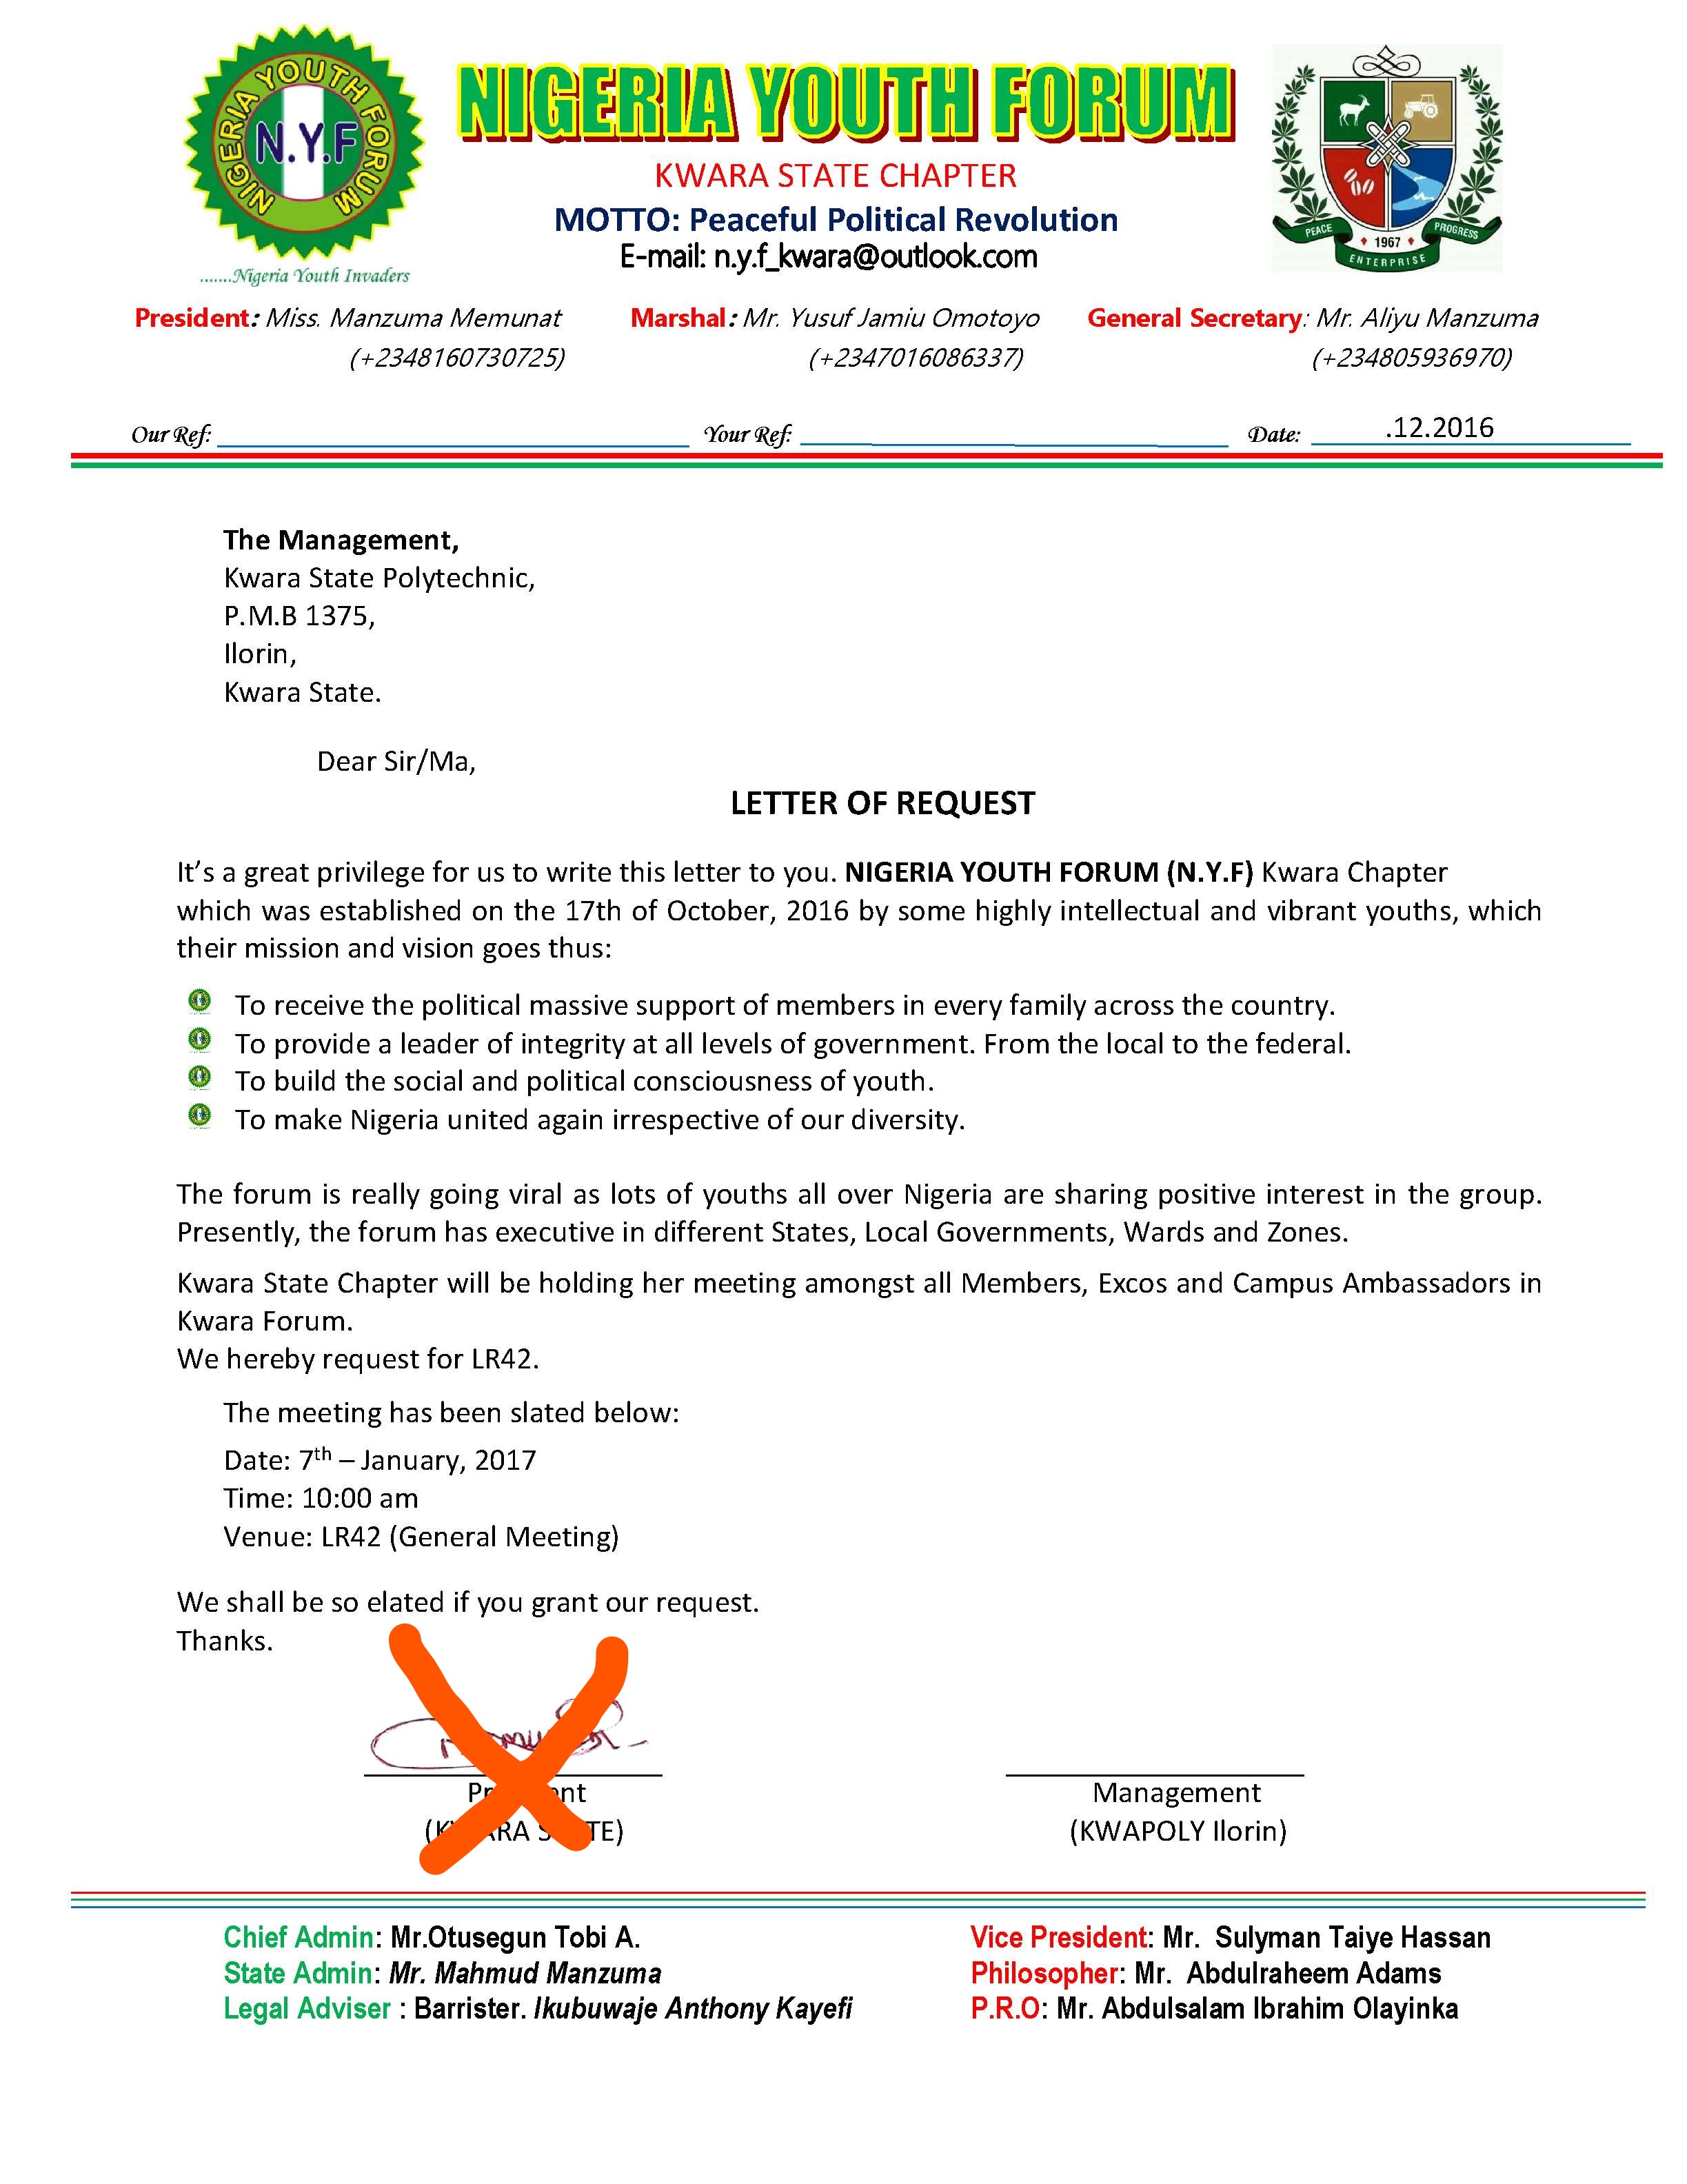 NIGERIA YOUTH FORUM
N.Y.F
.......Nigeria Youth Invaders
NIGERIA YOUTH FORUM
KWARA STATE CHAPTER
MOTTO: Peaceful Political Revolution
E-mail: n.y.f_kwara@outlook.com
PEACE
1967
PROGRESS
ENTERPRISE
President: Miss. Manzuma Memunat
(+2348160730725)
Marshal: Mr. Yusuf Jamiu Omotoyo
(+2347016086337)
General Secretary: Mr. Aliyu Manzuma
(+234805936970)
Our Ref: Your Ref: Date: .12.2016
The Management,
Kwara State Polytechnic,
P.M.B 1375,
Ilorin,
Kwara State.
Dear Sir/Ma,
LETTER OF REQUEST
It’s a great privilege for us to write this letter to you. NIGERIA YOUTH FORUM (N.Y.F) Kwara Chapter
which was established on the 17th of October, 2016 by some highly intellectual and vibrant youths, which
their mission and vision goes thus:
To receive the political massive support of members in every family across the country.
To provide a leader of integrity at all levels of government. From the local to the federal.
To build the social and political consciousness of youth.
To make Nigeria united again irrespective of our diversity.
The forum is really going viral as lots of youths all over Nigeria are sharing positive interest in the group.
Presently, the forum has executive in different States, Local Governments, Wards and Zones.
Kwara State Chapter will be holding her meeting amongst all Members, Excos and Campus Ambassadors in
Kwara Forum.
We hereby request for LR42.
The meeting has been slated below:
Date: 7th – January, 2017
Time: 10:00 am
Venue: LR42 (General Meeting)
We shall be so elated if you grant our request.
Thanks.
Management
(KWAPOLY Ilorin)
Chief Admin: Mr.Otusegun Tobi A.
State Admin: Mr. Mahmud Manzuma
Legal Adviser : Barrister. Ikubuwaje Anthony Kayefi
Vice President: Mr. Sulyman Taiye Hassan
Philosopher: Mr. Abdulraheem Adams
P.R.O: Mr. Abdulsalam Ibrahim Olayinka